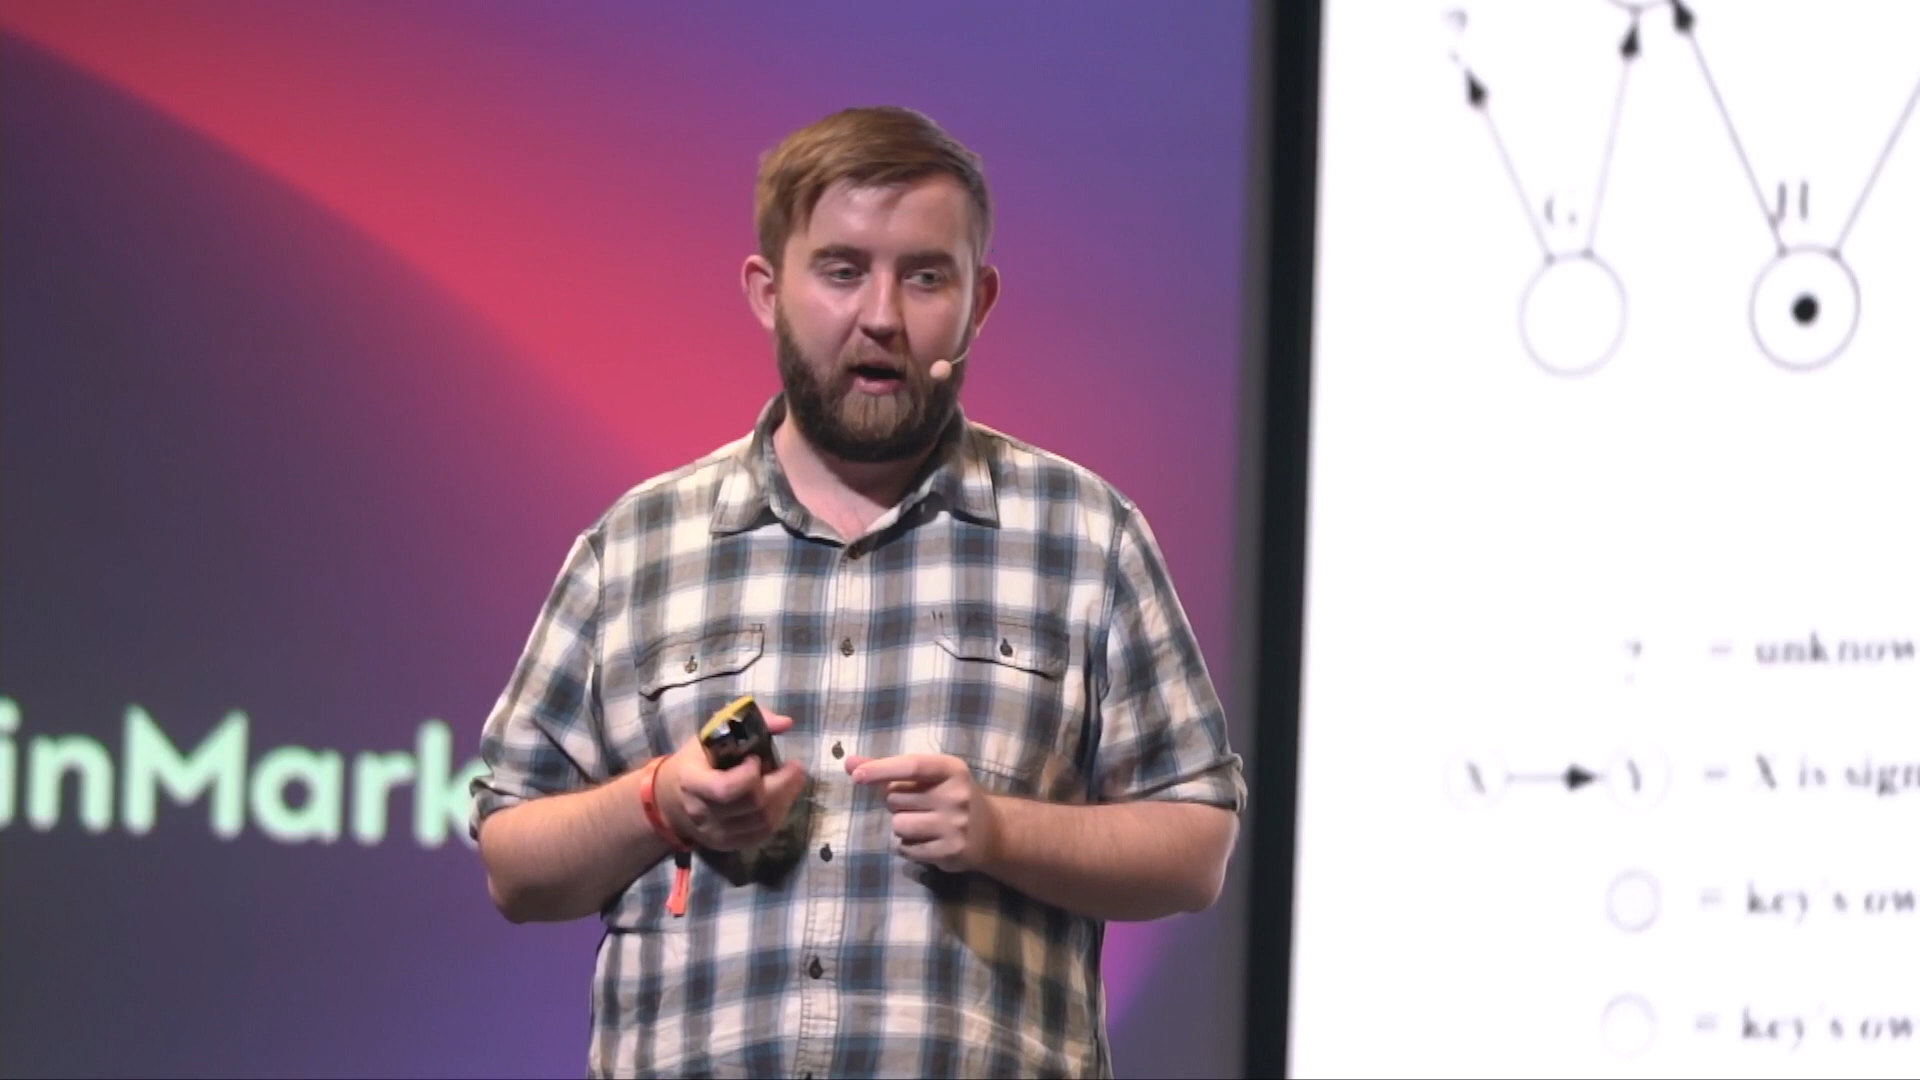 ?
G
H
inMark
? = unknow
X Y = X is sign
= key's ow
= key's ow